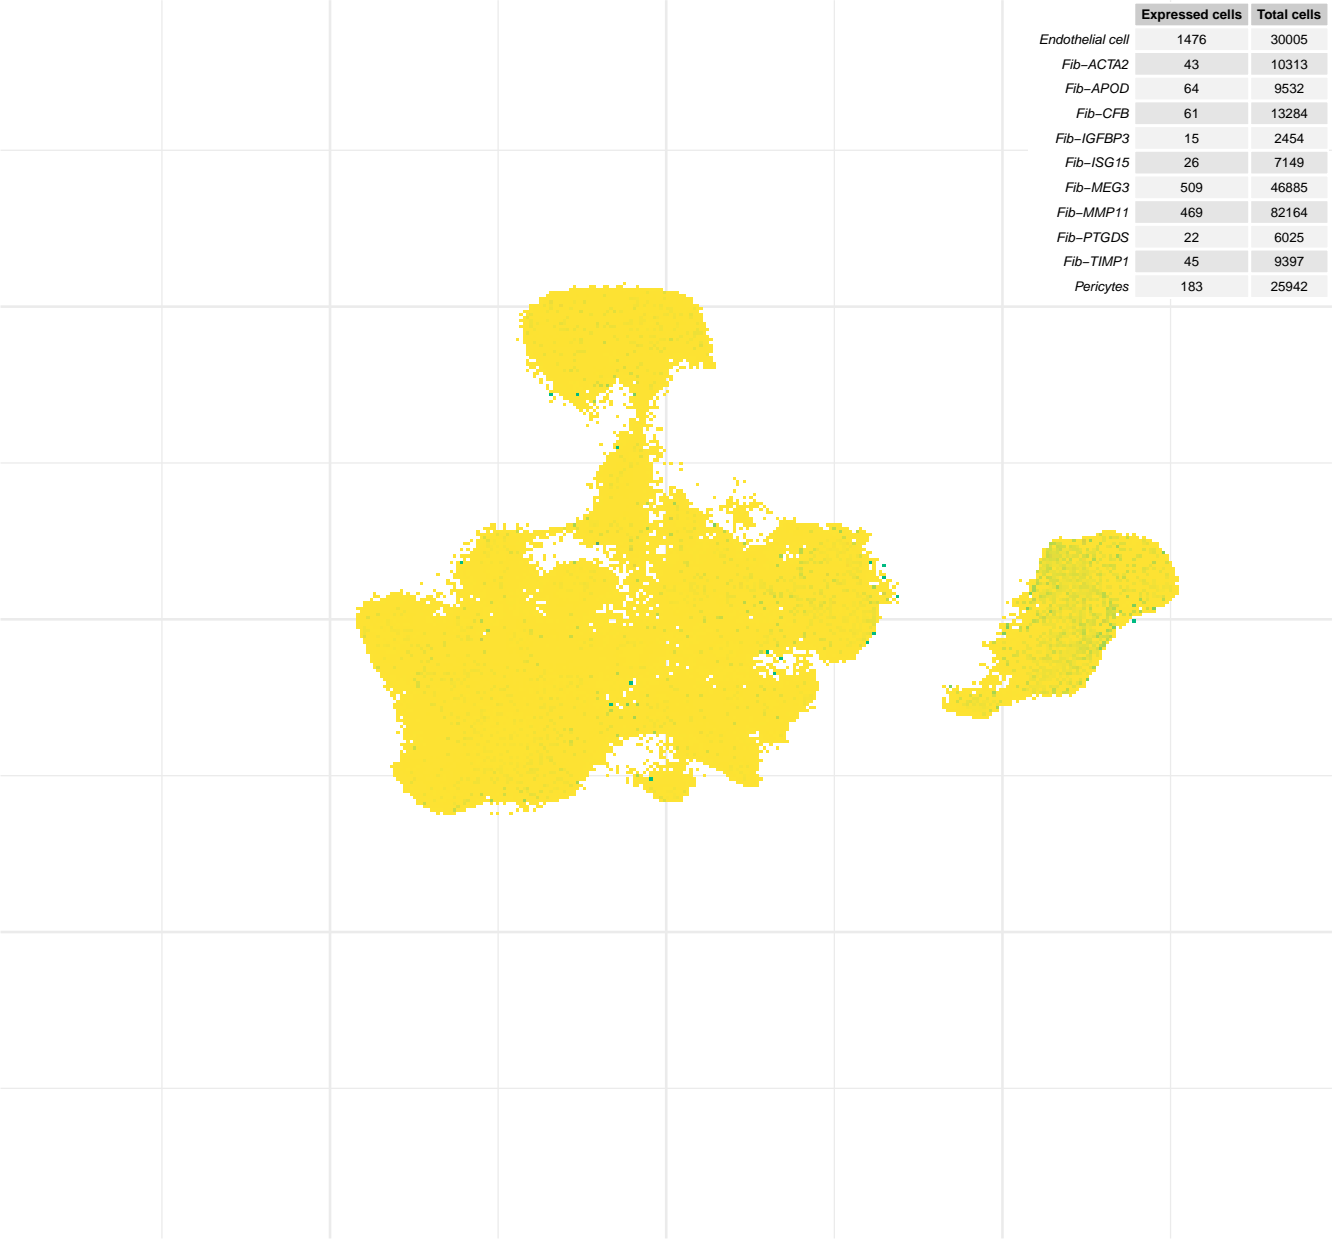 Expressed cells Total cells
Endothelial cell 1476 30005
Fib−ACTA2 43 10313
Fib−APOD 64 9532
Fib−CFB 61 13284
Fib−IGFBP3 15 2454
Fib−ISG15 26 7149
Fib−MEG3 509 46885
Fib−MMP11 469 82164
Fib−PTGDS 22 6025
Fib−TIMP1 45 9397
Pericytes 183 25942